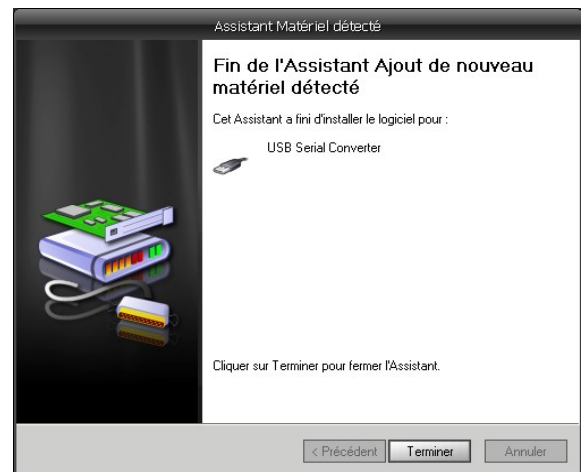 Assistant Matériel détecté
Fin de l'Assistant Ajout de nouveau
matériel détecté
Cet Assistant a fini d'installer le logiciel pour :
USB Serial Converter
Cliquer sur Terminer pour fermer l'Assistant.
< Précédent
Terminer
Annuler